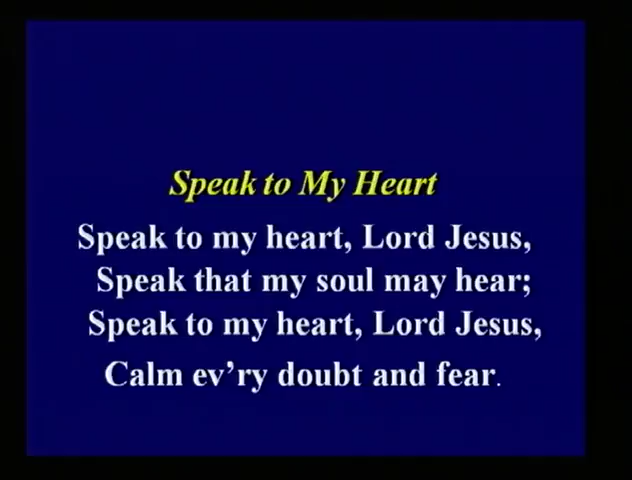 Speak to My Heart
Speak to my heart, Lord Jesus,
Speak that my soul may hear;
Speak to my heart, Lord Jesus,
Calm ev’ry doubt and fear.